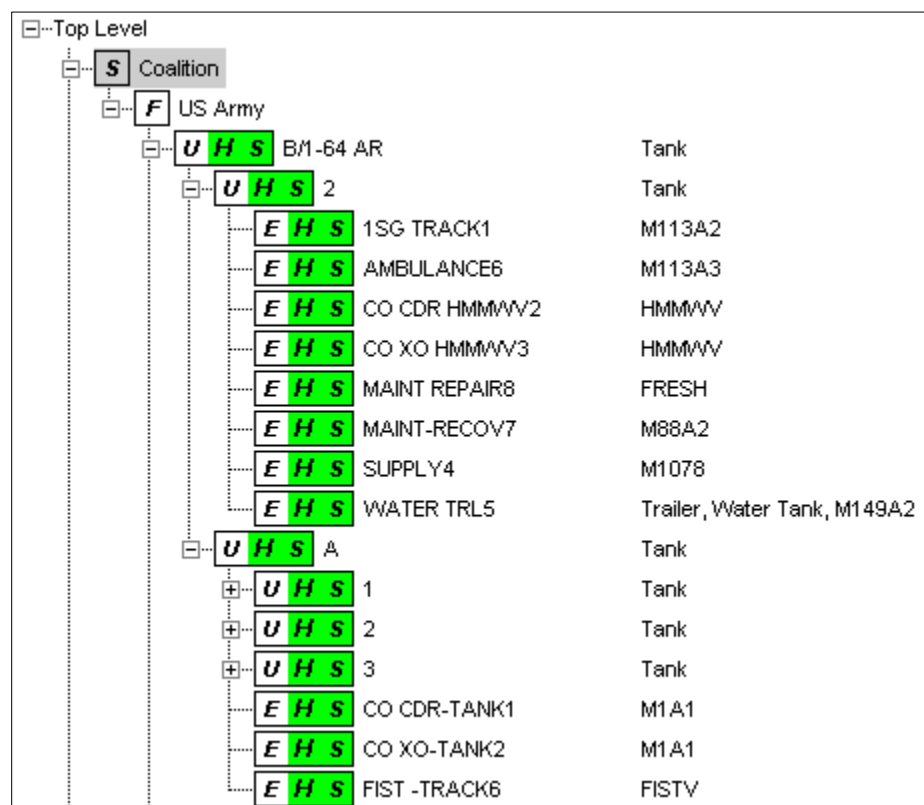 Top Level
S Coalition
F US Army
U H S B/1-64 AR Tank
U H S 2 Tank
E H S 1SG TRACK1 M113A2
E H S AMBULANCE6 M113A3
E H S CO CDR HMMWV2 HMMWV
E H S CO XO HMMWV3 HMMWV
E H S MAINT REPAIR8 FRESH
E H S MAINT-RECOV7 M88A2
E H S SUPPLY4 M1078
E H S WATER TRL5 Trailer, Water Tank, M149A2
U H S A Tank
U H S 1 Tank
U H S 2 Tank
U H S 3 Tank
E H S CO CDR-TANK1 M1A1
E H S CO XO-TANK2 M1A1
E H S FIST -TRACK6 FISTV